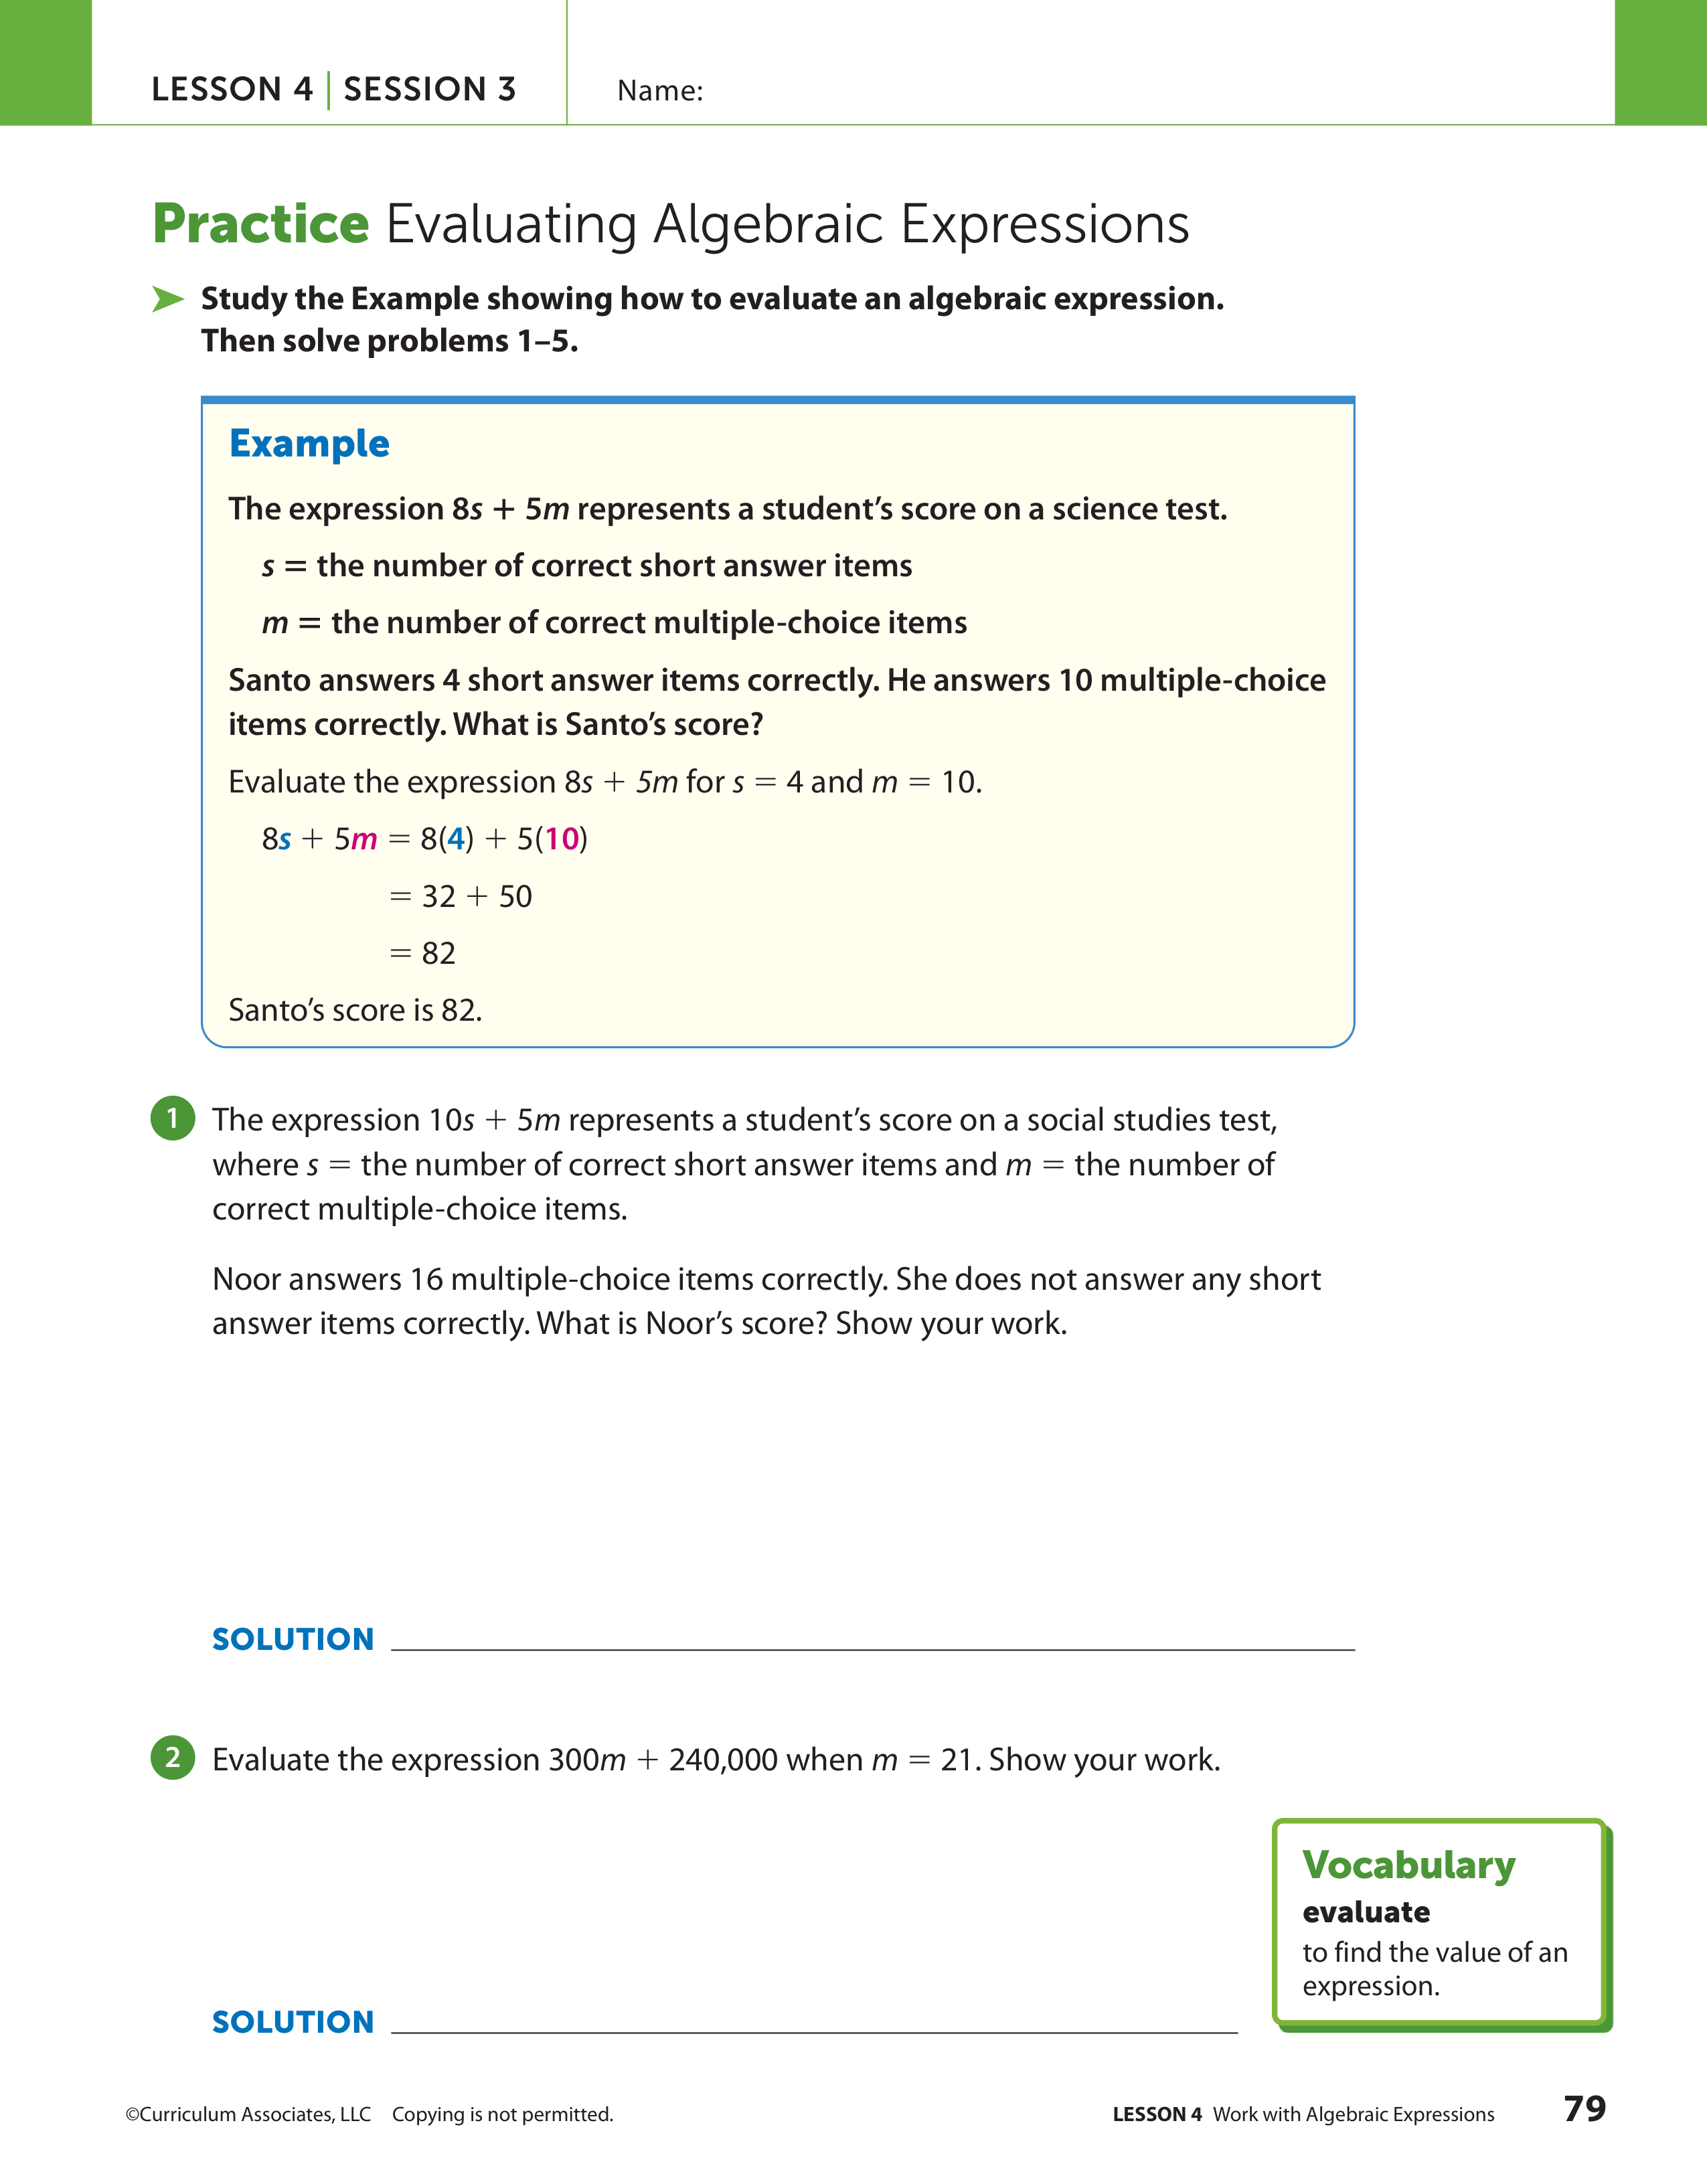 LESSON 4 | SESSION 3
Name:
Practice Evaluating Algebraic Expressions
Study the Example showing how to evaluate an algebraic expression.
Then solve problems 1–5.
Example
The expression 8s + 5m represents a student’s score on a science test.
s = the number of correct short answer items
m = the number of correct multiple-choice items
Santo answers 4 short answer items correctly. He answers 10 multiple-choice
items correctly. What is Santo’s score?
Evaluate the expression 8s + 5m for s = 4 and m = 10.
8s + 5m = 8(4) + 5(10)
= 32 + 50
= 82
Santo’s score is 82.
1 The expression 10s + 5m represents a student’s score on a social studies test,
where s = the number of correct short answer items and m = the number of
correct multiple-choice items.
Noor answers 16 multiple-choice items correctly. She does not answer any short
answer items correctly. What is Noor’s score? Show your work.
SOLUTION
2 Evaluate the expression 300m + 240,000 when m = 21. Show your work.
Vocabulary
evaluate
to find the value of an
expression.
SOLUTION
©Curriculum Associates, LLC Copying is not permitted.
LESSON 4 Work with Algebraic Expressions
79